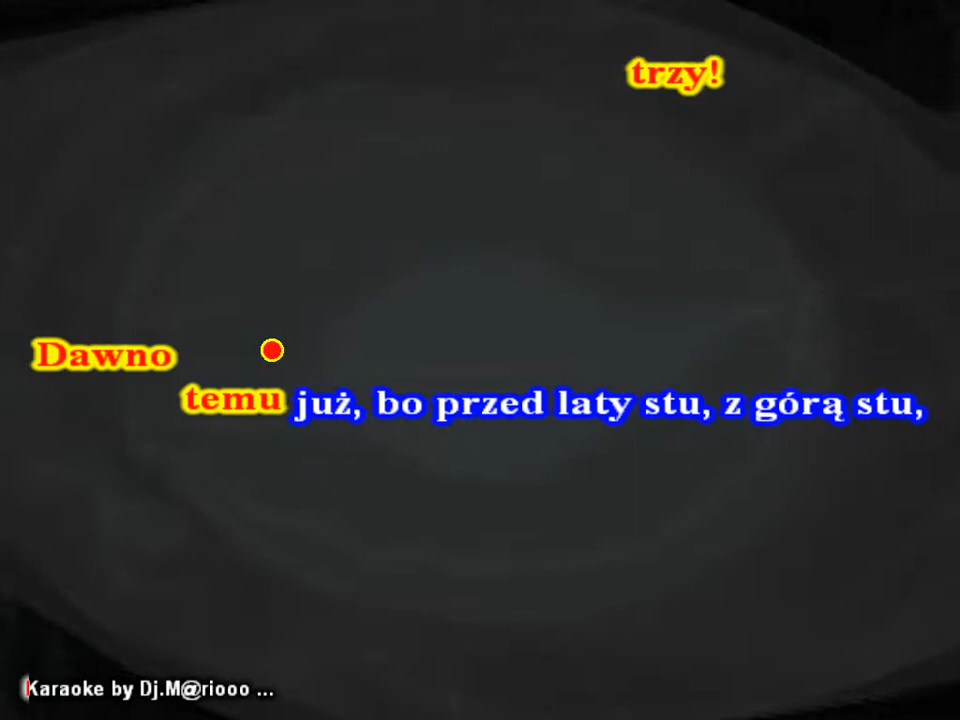 trzy!
Dawno
temu już, bo przed laty stu, z górą stu,
Karaoke by Dj.M@riooo ...